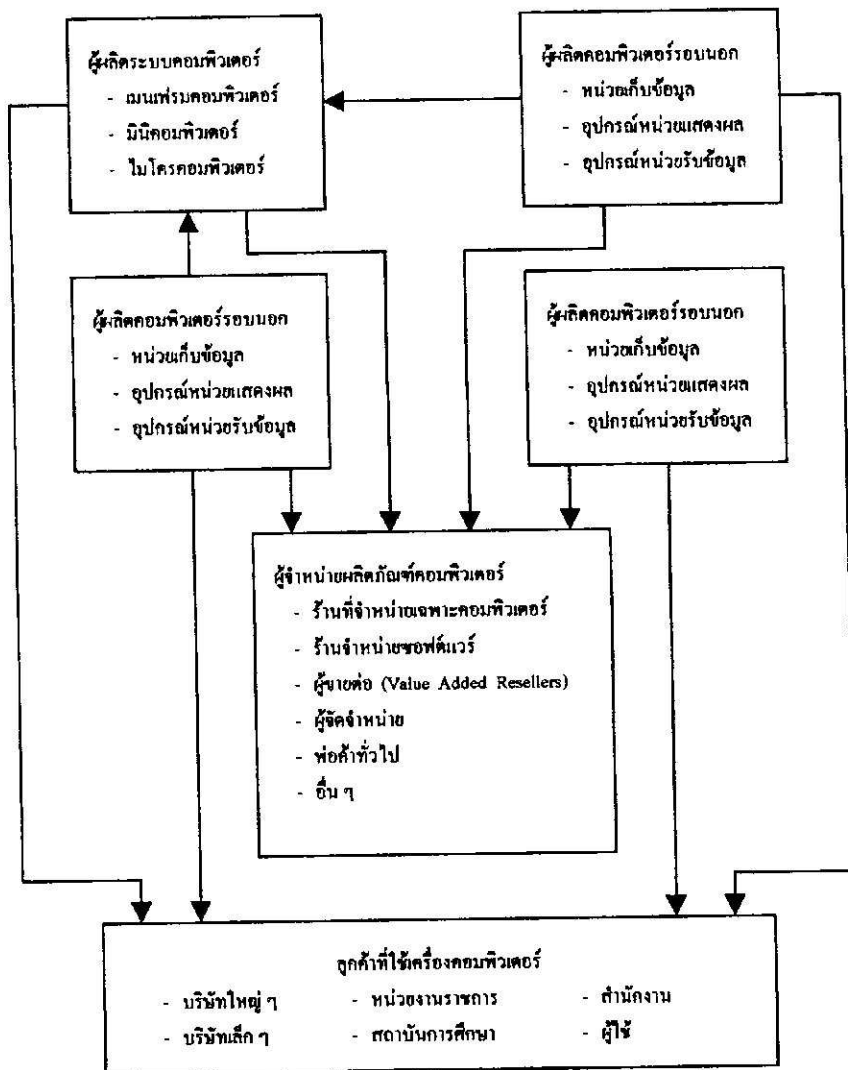 ผู้ผลิตระบบคอมพิวเตอร์
- เมนเฟรมคอมพิวเตอร์
- มินิคอมพิวเตอร์
- ไมโครคอมพิวเตอร์
ผู้ผลิตคอมพิวเตอร์รอบนอก
- หน่วยเก็บข้อมูล
- อุปกรณ์หน่วยแสดงผล
- อุปกรณ์หน่วยรับข้อมูล
ผู้ผลิตคอมพิวเตอร์รอบนอก
- หน่วยเก็บข้อมูล
- อุปกรณ์หน่วยแสดงผล
- อุปกรณ์หน่วยรับข้อมูล
ผู้ผลิตคอมพิวเตอร์รอบนอก
- หน่วยเก็บข้อมูล
- อุปกรณ์หน่วยแสดงผล
- อุปกรณ์หน่วยรับข้อมูล
ผู้จำหน่ายผลิตภัณฑ์คอมพิวเตอร์
- ร้านที่จำหน่ายเฉพาะคอมพิวเตอร์
- ร้านจำหน่ายซอฟต์แวร์
- ผู้ขายต่อ (Value Added Resellers)
- ผู้จัดจำหน่าย
- พ่อค้าทั่วไป
- อื่น ๆ
ลูกค้าที่ใช้เครื่องคอมพิวเตอร์
- บริษัทใหญ่ ๆ - หน่วยงานราชการ - สำนักงาน
- บริษัทเล็ก ๆ - สถาบันการศึกษา - ผู้ใช้